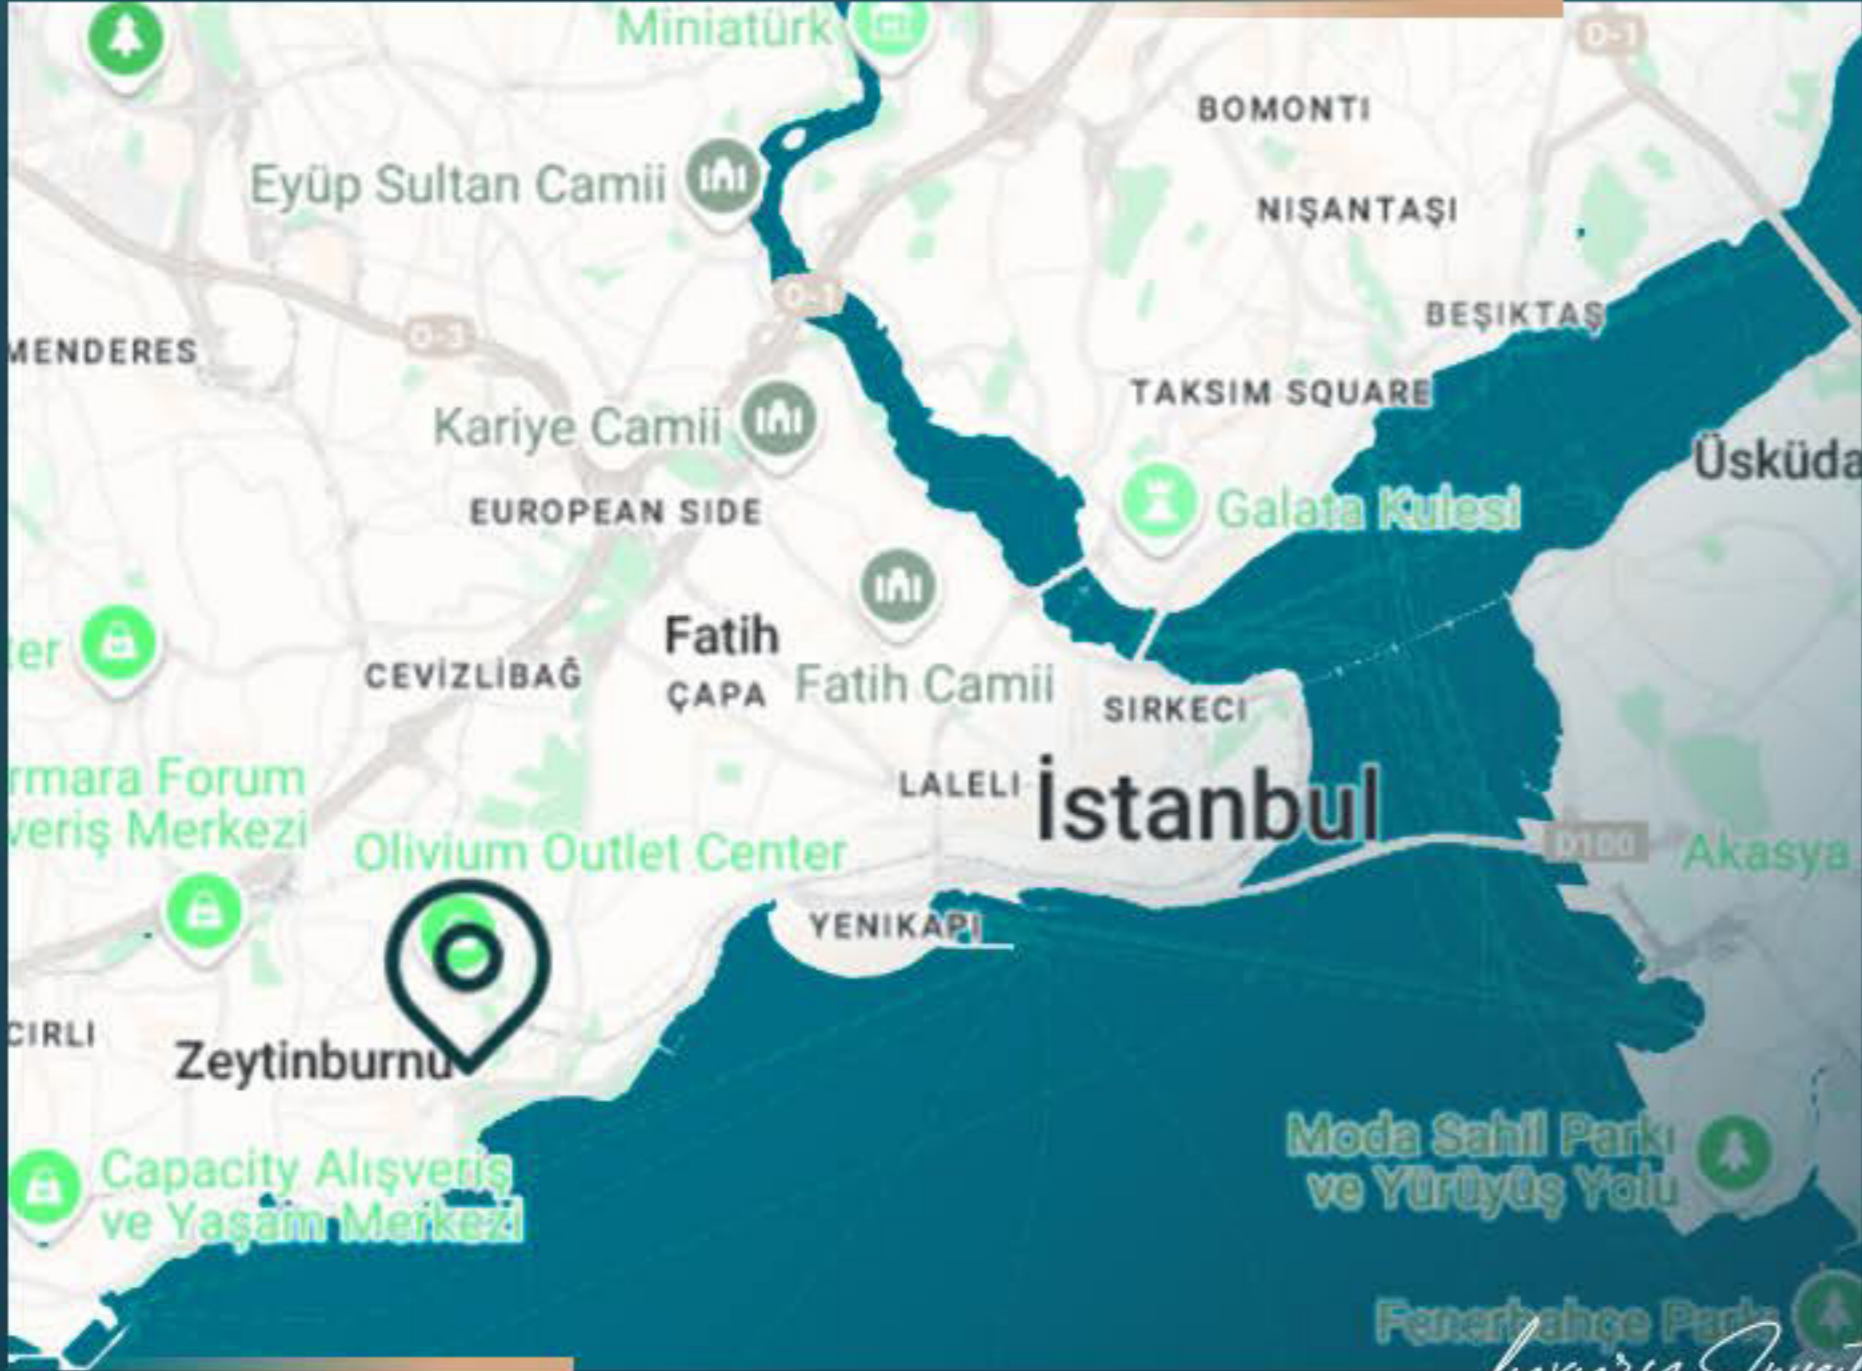 Miniatürk
D-1
BOMONTI
Eyüp Sultan Camii
NIŞANTAŞI
BEŞIKTAŞ
O-1
MENDERES
O-3
TAKSIM SQUARE
Kariye Camii
Üsküda
EUROPEAN SIDE
Galata Kulesi
Fatih
ter
CEVİZLİBAĞ
ÇAPA
Fatih Camii
SIRKECI
rmara Forum
veriş Merkezi
LALELI
İstanbul
Olivium Outlet Center
D100
Akasya
YENIKAPI
CIRLI
Zeytinburnu
Capacity Alışveriş
ve Yaşam Merkezi
Moda Sahil Parkı
ve Yürüyüş Yolu
Fenerbahçe Parkı